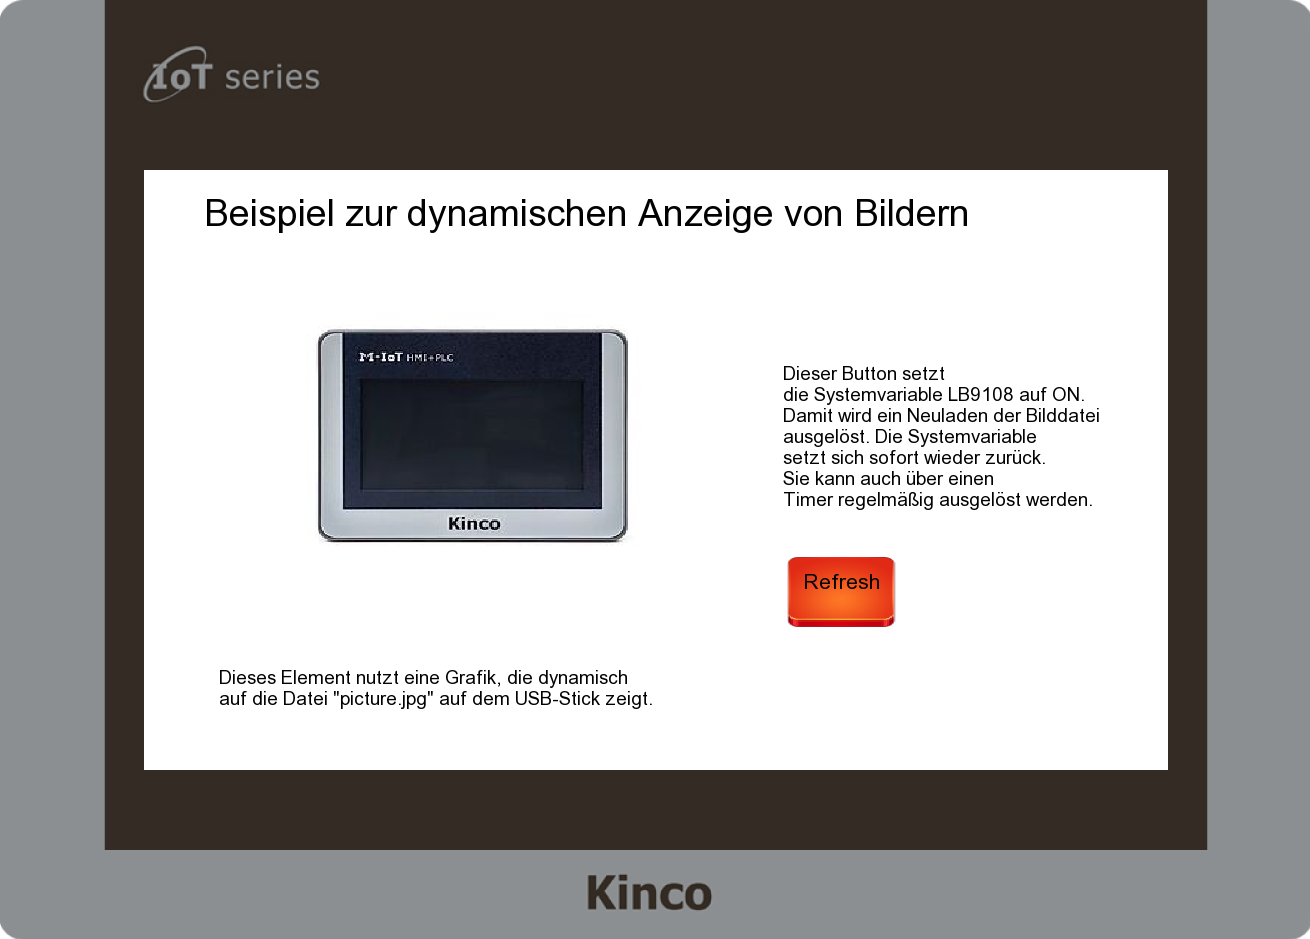 IoT series
Beispiel zur dynamischen Anzeige von Bildern
M·IoT HMI+PLC
Kinco
Dieser Button setzt
die Systemvariable LB9108 auf ON.
Damit wird ein Neuladen der Bilddatei
ausgelöst. Die Systemvariable
setzt sich sofort wieder zurück.
Sie kann auch über einen
Timer regelmäßig ausgelöst werden.
Refresh
Dieses Element nutzt eine Grafik, die dynamisch
auf die Datei "picture.jpg" auf dem USB-Stick zeigt.
Kinco